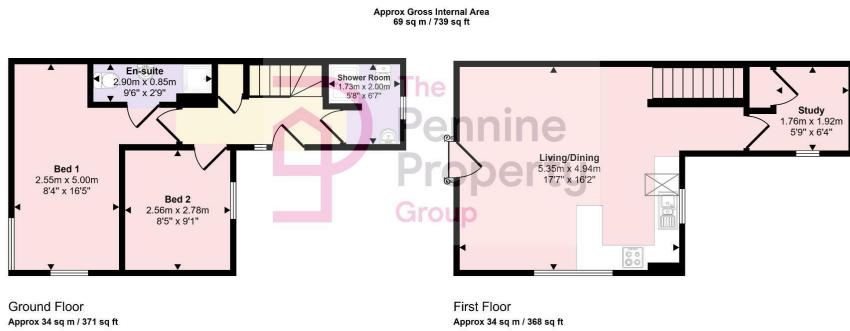 Approx Gross Internal Area
69 sq m / 739 sq ft
En-suite
2.90m x 0.85m
9'6" x 2'9"
Shower Room
1.73m x 2.00m
5'8" x 6'7"
Bed 1
2.55m x 5.00m
8'4" x 16'5"
Bed 2
2.56m x 2.78m
8'5" x 9'1"
The
Pennine
Property
Group
Living/Dining
5.35m x 4.94m
17'7" x 16'2"
Study
1.76m x 1.92m
5'9" x 6'4"
Ground Floor
Approx 34 sq m / 371 sq ft
First Floor
Approx 34 sq m / 368 sq ft